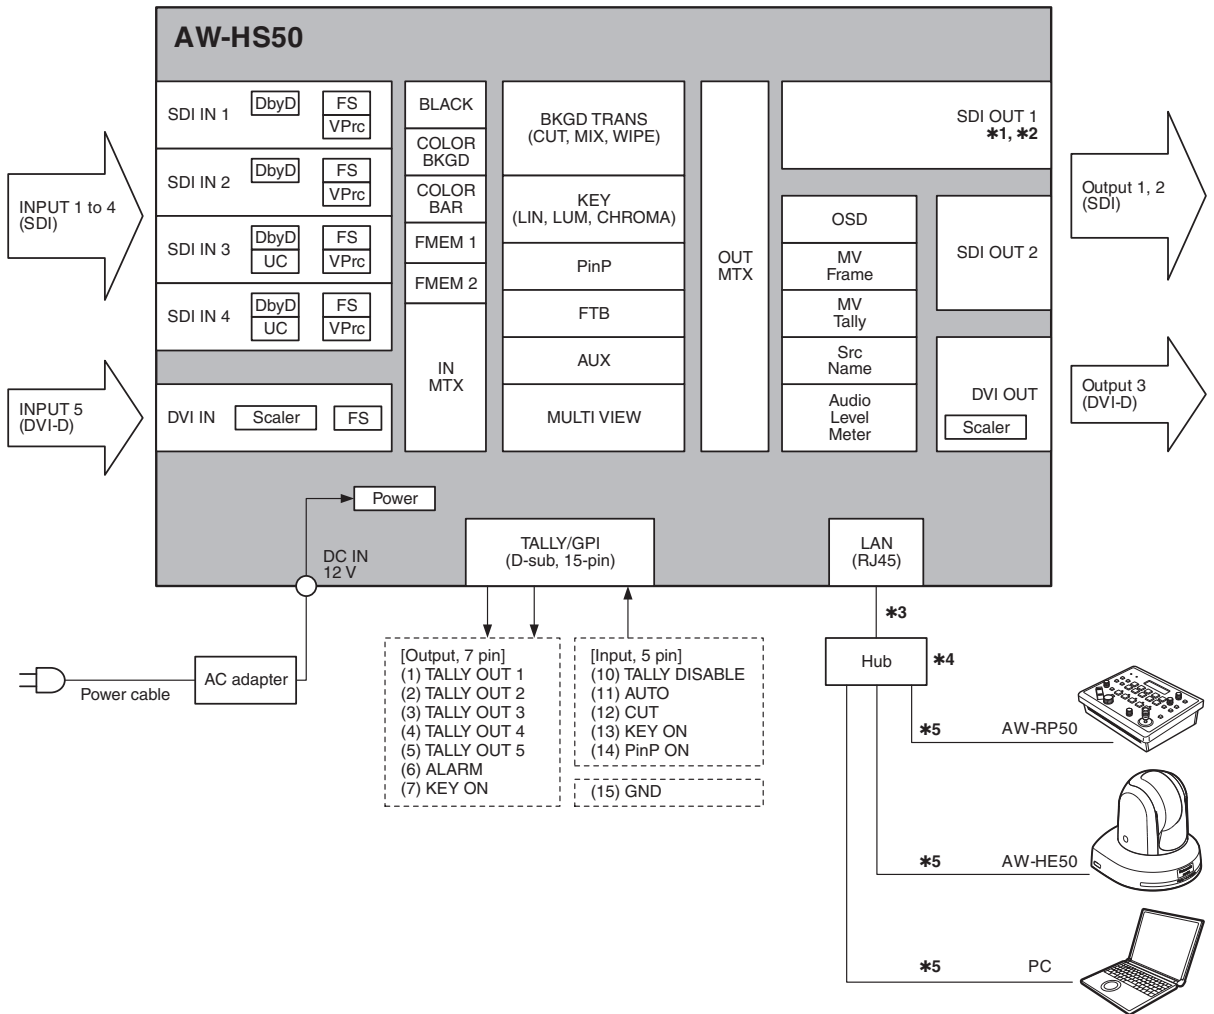 AW-HS50
INPUT 1 to 4
(SDI)
INPUT 5
(DVI-D)
SDI IN 1
DbyD
FS
VPrc
SDI IN 2
DbyD
FS
VPrc
SDI IN 3
DbyD
UC
FS
VPrc
SDI IN 4
DbyD
UC
FS
VPrc
DVI IN
Scaler
FS
BLACK
COLOR
BKGD
COLOR
BAR
FMEM 1
FMEM 2
IN
MTX
BKGD TRANS
(CUT, MIX, WIPE)
KEY
(LIN, LUM, CHROMA)
PinP
FTB
AUX
MULTI VIEW
OUT
MTX
SDI OUT 1
✱1, ✱2
OSD
MV
Frame
MV
Tally
Src
Name
Audio
Level
Meter
SDI OUT 2
DVI OUT
Scaler
Output 1, 2
(SDI)
Output 3
(DVI-D)
Power
DC IN
12 V
TALLY/GPI
(D-sub, 15-pin)
LAN
(RJ45)
Power cable
AC adapter
[Output, 7 pin]
(1) TALLY OUT 1
(2) TALLY OUT 2
(3) TALLY OUT 3
(4) TALLY OUT 4
(5) TALLY OUT 5
(6) ALARM
(7) KEY ON
[Input, 5 pin]
(10) TALLY DISABLE
(11) AUTO
(12) CUT
(13) KEY ON
(14) PinP ON
(15) GND
✱3
Hub
✱4
✱5 AW-RP50
✱5 AW-HE50
✱5 PC